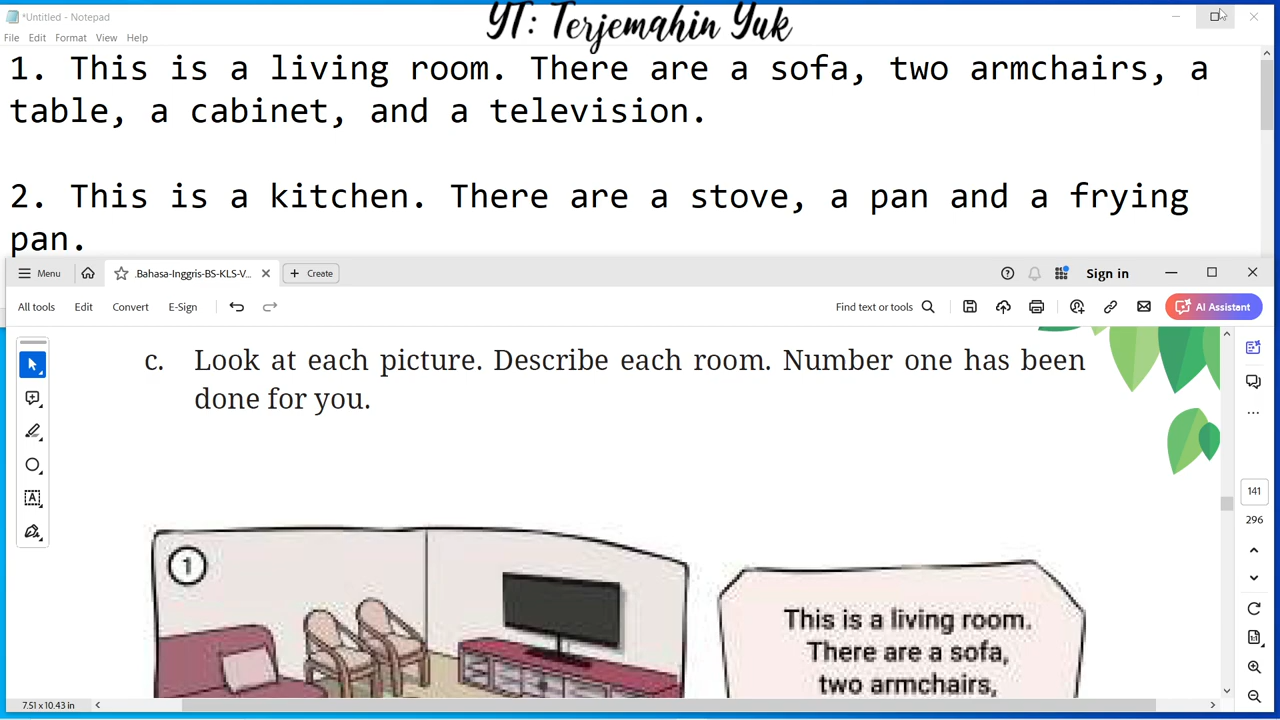 *Untitled - Notepad
YT: Terjemahin Yuk
File Edit Format View Help
1. This is a living room. There are a sofa, two armchairs, a
table, a cabinet, and a television.
2. This is a kitchen. There are a stove, a pan and a frying
pan.
Menu
.Bahasa-Inggris-BS-KLS-V...
Create
Sign in
All tools Edit Convert E-Sign
Find text or tools
AI Assistant
c. Look at each picture. Describe each room. Number one has been
done for you.
141
296
1
This is a living room.
There are a sofa,
two armchairs,
7.51 x 10.43 in